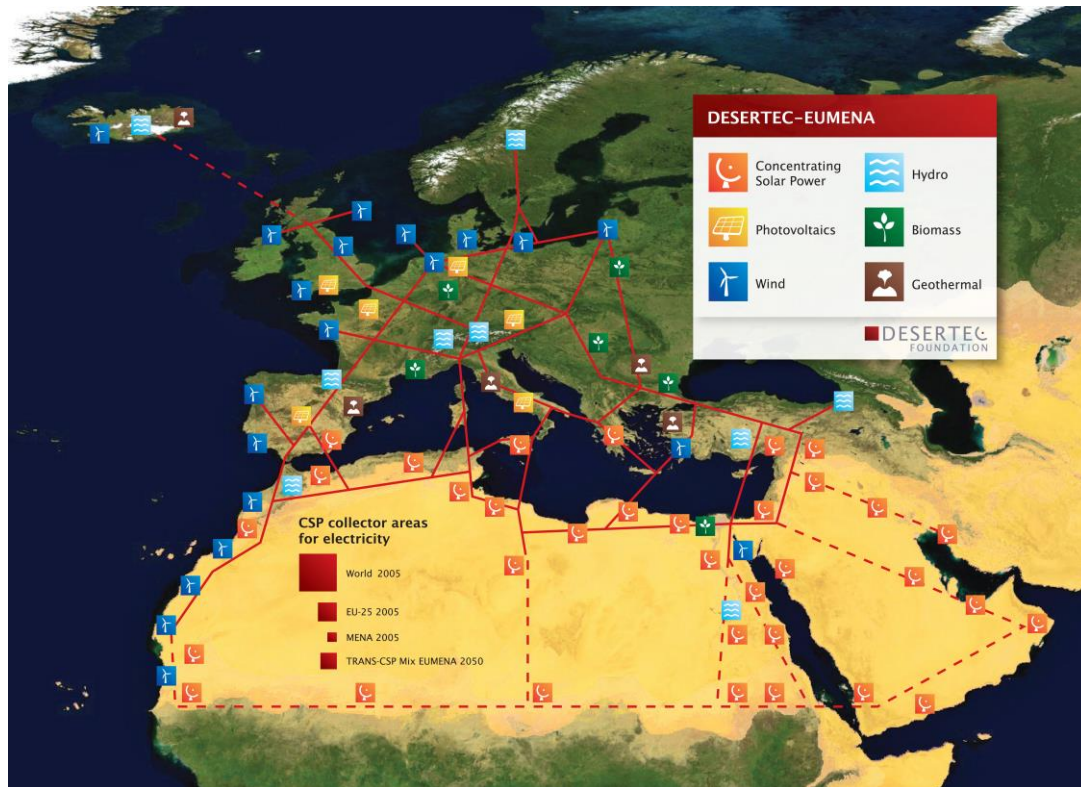 DESERTEC-EUMENA
Concentrating
Solar Power
Hydro
Photovoltaics
Biomass
Wind
Geothermal
DESERTEC
FOUNDATION
CSP collector areas
for electricity
World 2005
EU-25 2005
MENA 2005
TRANS-CSP Mix EUMENA 2050